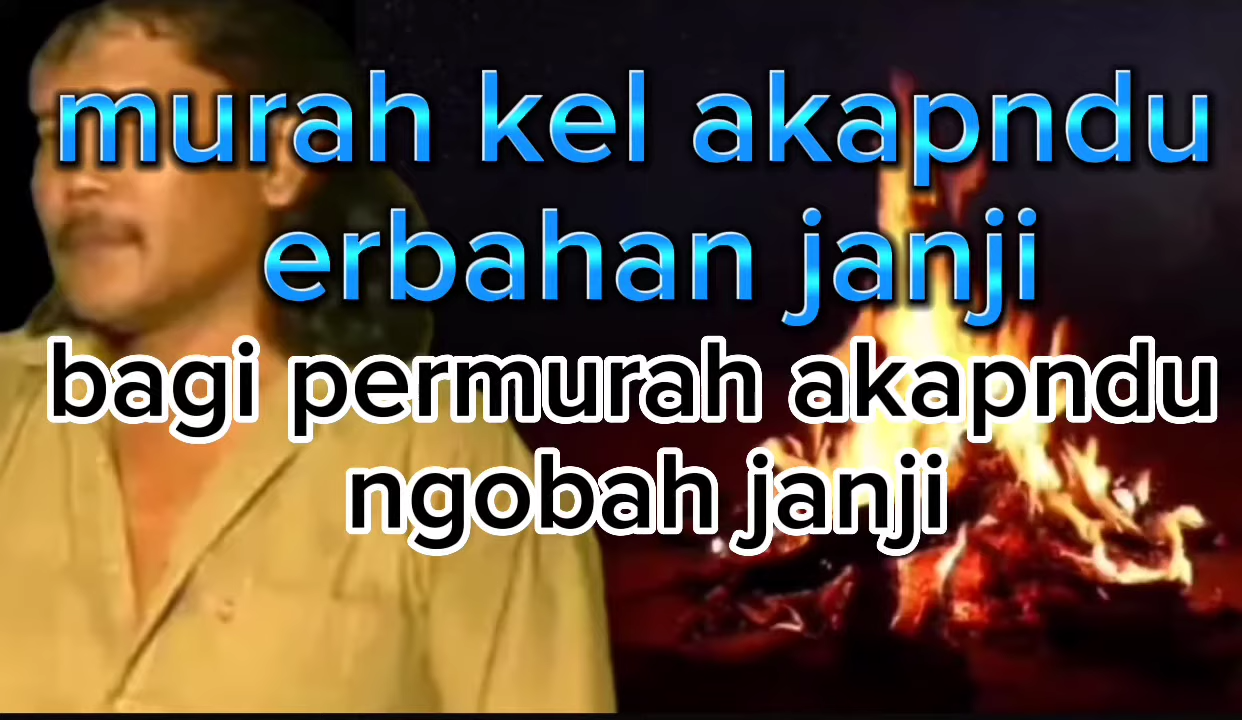 murah kel akapndu
erbahan janji
bagi permurah akapndu
ngobah janji